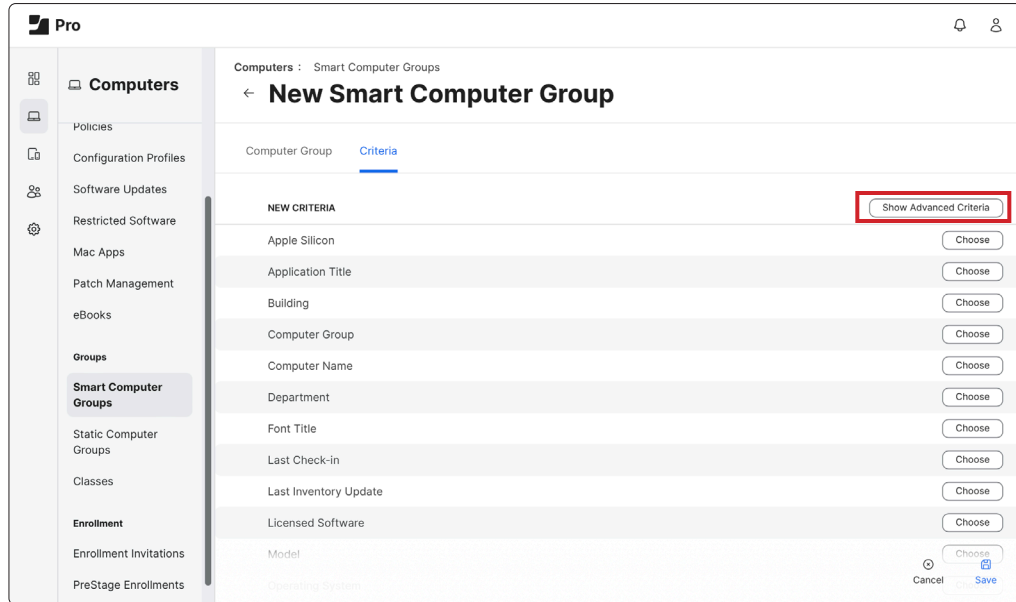 Pro
Computers
Policies
Configuration Profiles
Software Updates
Restricted Software
Mac Apps
Patch Management
eBooks
Groups
Smart Computer
Groups
Static Computer
Groups
Classes
Enrollment
Enrollment Invitations
PreStage Enrollments
Computers : Smart Computer Groups
← New Smart Computer Group
Computer Group Criteria
NEW CRITERIA Show Advanced Criteria
Apple Silicon Choose
Application Title Choose
Building Choose
Computer Group Choose
Computer Name Choose
Department Choose
Font Title Choose
Last Check-in Choose
Last Inventory Update Choose
Licensed Software Choose
Model Choose
Operating System Choose
Cancel Save